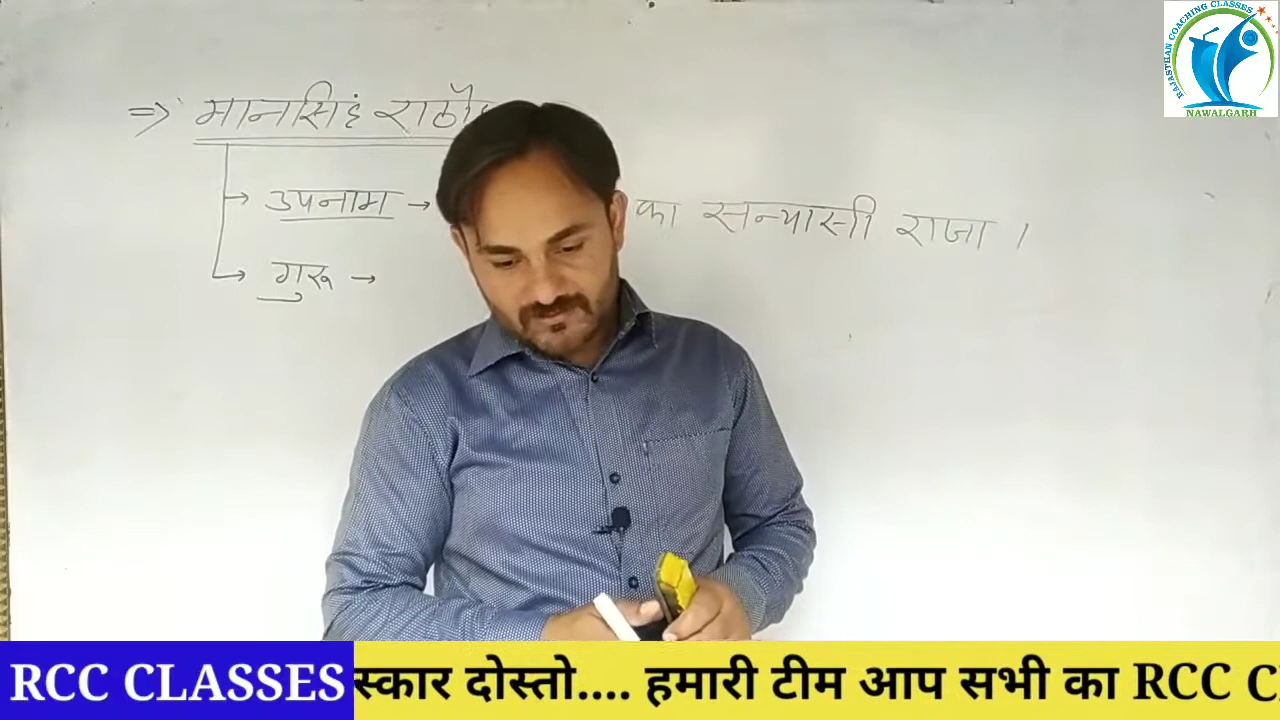 ⇒ मानसिंह राठौ
→ उपनाम →
का सन्यासी राजा ।
→ गुरू →
RAJASTHAN COACHING CLASSES
NAWALGARH
RCC CLASSES
स्कार दोस्तो.... हमारी टीम आप सभी का RCC C